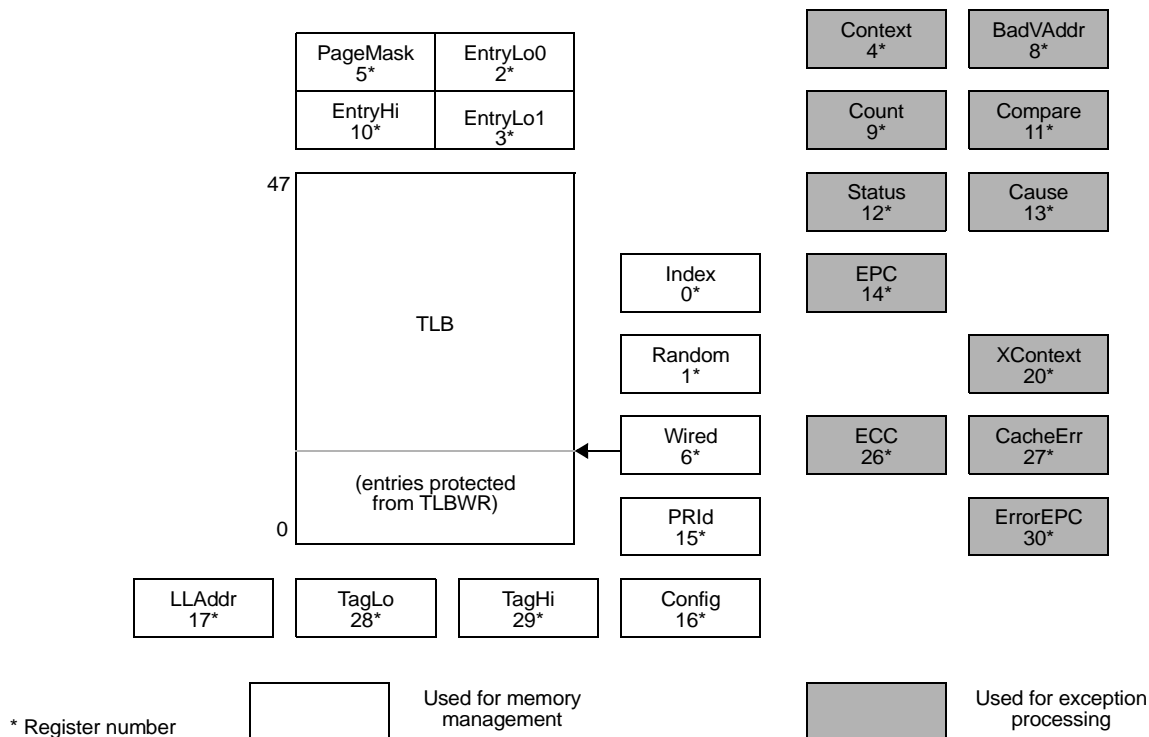 PageMask
5*
EntryLo0
2*
EntryHi
10*
EntryLo1
3*
47
TLB
(entries protected
from TLBWR)
0
Index
0*
Random
1*
Wired
6*
PRId
15*
LLAddr
17*
TagLo
28*
TagHi
29*
Config
16*
Context
4*
BadVAddr
8*
Count
9*
Compare
11*
Status
12*
Cause
13*
EPC
14*
XContext
20*
ECC
26*
CacheErr
27*
ErrorEPC
30*
* Register number
Used for memory
management
Used for exception
processing